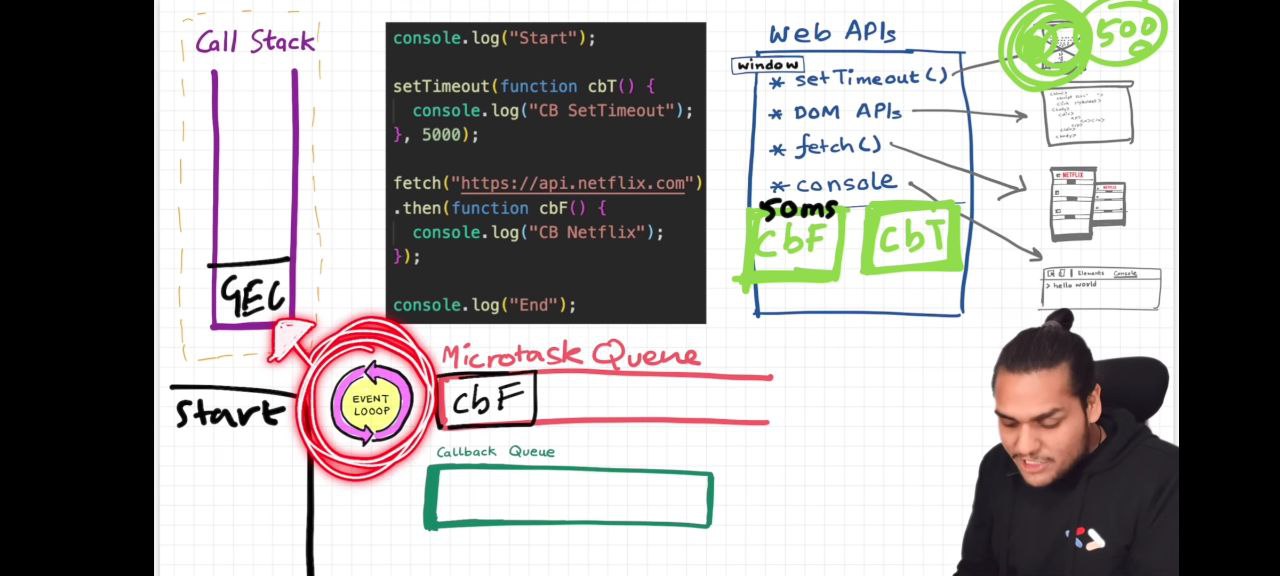 Call Stack
GEC
console.log("Start");
setTimeout(function cbT() {
console.log("CB SetTimeout");
}, 5000);
fetch("https://api.netflix.com")
.then(function cbF() {
console.log("CB Netflix");
});
console.log("End");
Web APIs
window
* setTimeout()
* DOM APIs
* fetch()
* console
50ms
cbF
cbT
500
NETFLIX
NETFLIX
Elements Console
> hello world
Start
EVENT
LOOOP
Microtask Queue
cbF
Callback Queue